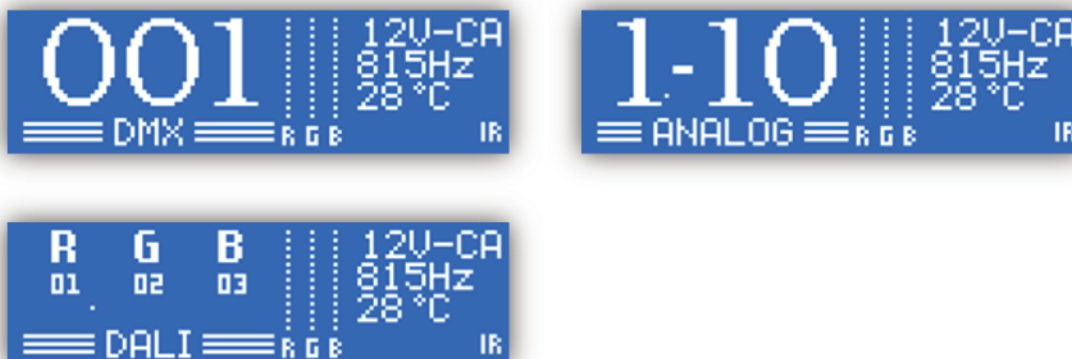 001
12V-CA
815Hz
28°C
DMX
R G B
IR
1-10
12V-CA
815Hz
28°C
ANALOG
R G B
IR
R G B
01 02 03
12V-CA
815Hz
28°C
DALI
R G B
IR